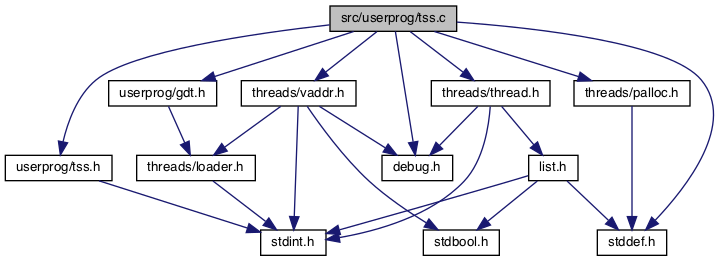 src/userprog/tss.c
userprog/gdt.h
threads/vaddr.h
threads/thread.h
threads/palloc.h
userprog/tss.h
threads/loader.h
debug.h
list.h
stdint.h
stdbool.h
stddef.h